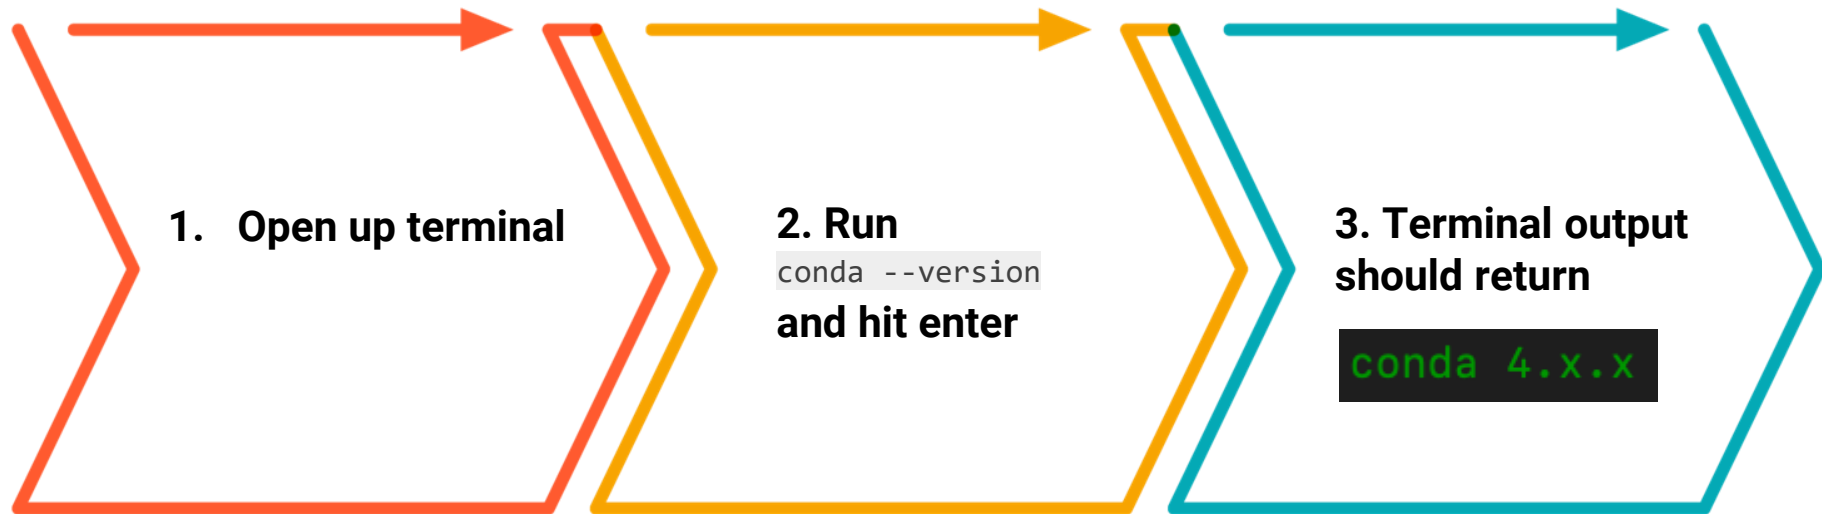 1. Open up terminal
2. Run
conda --version
and hit enter
3. Terminal output
should return
conda 4.x.x